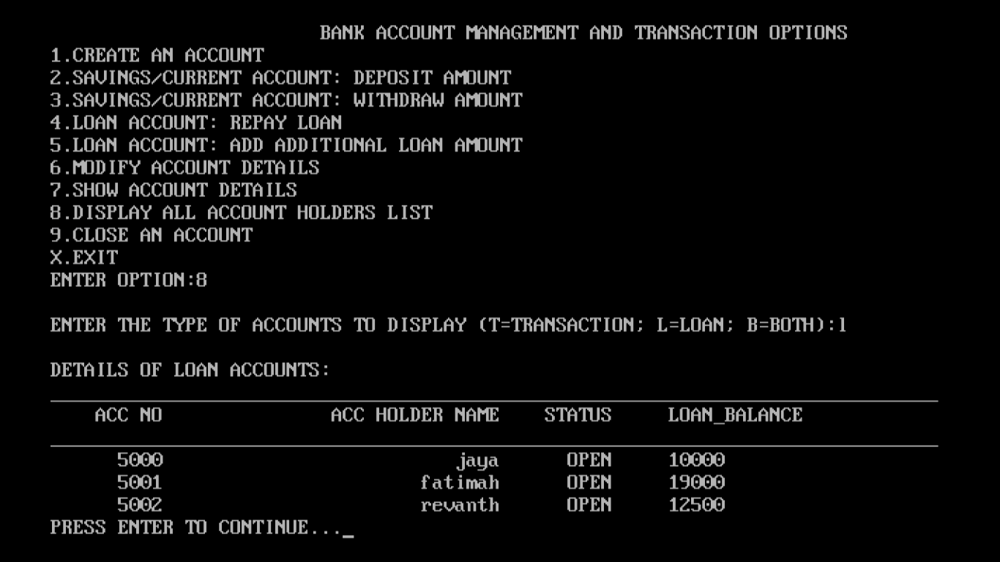 BANK ACCOUNT MANAGEMENT AND TRANSACTION OPTIONS
1.CREATE AN ACCOUNT
2.SAVINGS/CURRENT ACCOUNT: DEPOSIT AMOUNT
3.SAVINGS/CURRENT ACCOUNT: WITHDRAW AMOUNT
4.LOAN ACCOUNT: REPAY LOAN
5.LOAN ACCOUNT: ADD ADDITIONAL LOAN AMOUNT
6.MODIFY ACCOUNT DETAILS
7.SHOW ACCOUNT DETAILS
8.DISPLAY ALL ACCOUNT HOLDERS LIST
9.CLOSE AN ACCOUNT
X.EXIT
ENTER OPTION:8
ENTER THE TYPE OF ACCOUNTS TO DISPLAY (T=TRANSACTION; L=LOAN; B=BOTH):l
DETAILS OF LOAN ACCOUNTS:
ACC NO ACC HOLDER NAME STATUS LOAN_BALANCE
5000 jaya OPEN 10000
5001 fatimah OPEN 19000
5002 revanth OPEN 12500
PRESS ENTER TO CONTINUE..._